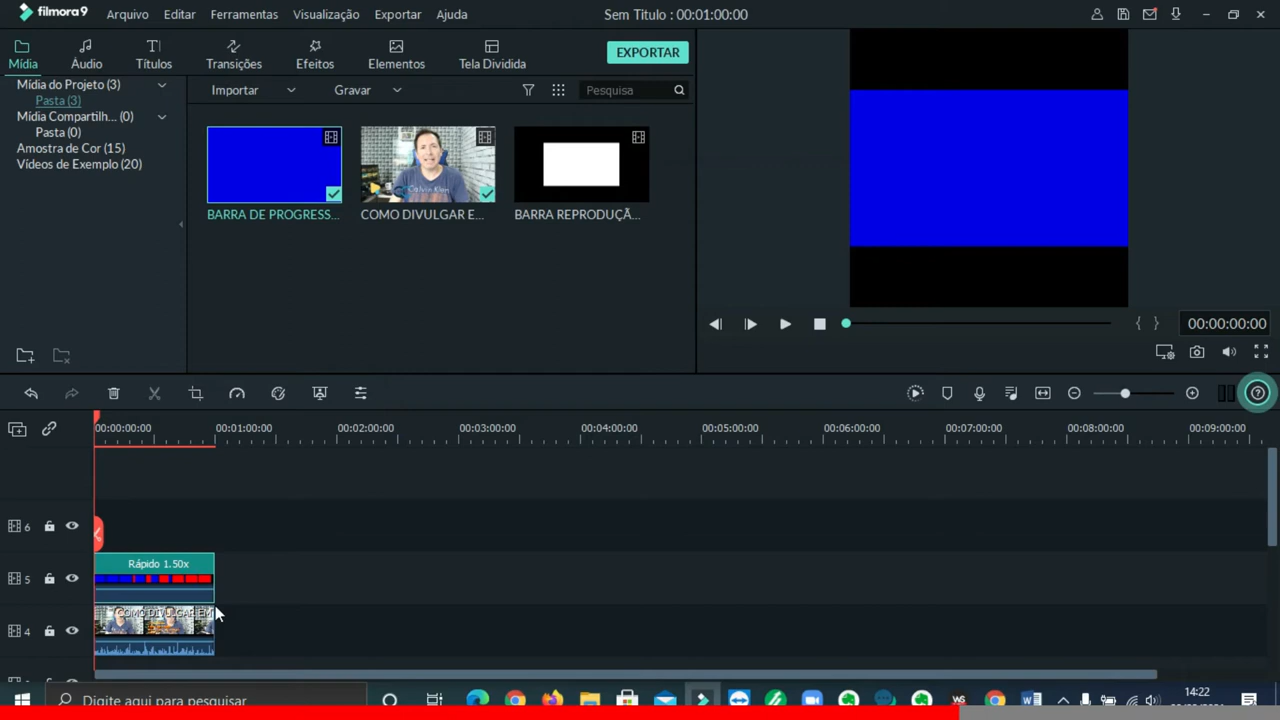 filmora9 Arquivo Editar Ferramentas Visualização Exportar Ajuda Sem Titulo : 00:01:00:00
Mídia Áudio Títulos Transições Efeitos Elementos Tela Dividida EXPORTAR
Mídia do Projeto (3)
Pasta (3)
Mídia Compartilh... (0)
Pasta (0)
Amostra de Cor (15)
Vídeos de Exemplo (20)
Importar Gravar Pesquisa
Calvin Klein
BARRA DE PROGRESS... COMO DIVULGAR E... BARRA REPRODUÇÃ...
00:00:00:00
00:00:00:00 00:01:00:00 00:02:00:00 00:03:00:00 00:04:00:00 00:05:00:00 00:06:00:00 00:07:00:00 00:08:00:00 00:09:00:00
6
Rápido 1.50x
5
COMO DIVULGAR EM
4
Digite aqui para pesquisar
14:22